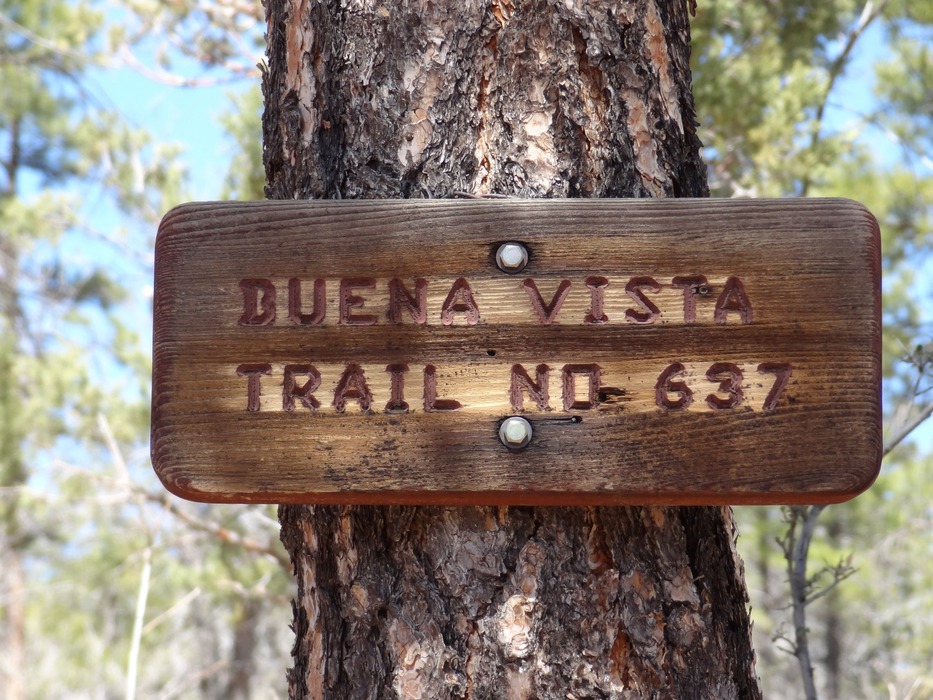 BUENA VISTA
TRAIL NO 637